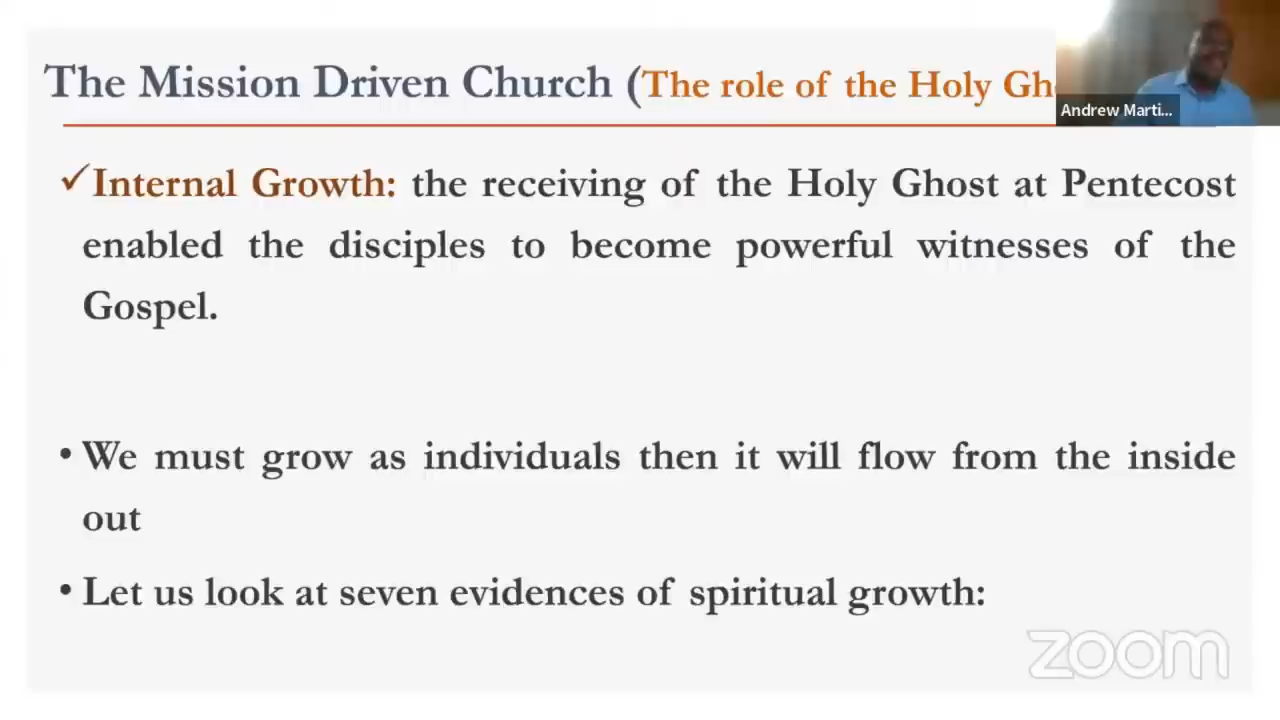 The Mission Driven Church (The role of the Holy Gh
Andrew Marti...
✓Internal Growth: the receiving of the Holy Ghost at Pentecost
enabled the disciples to become powerful witnesses of the
Gospel.
• We must grow as individuals then it will flow from the inside
out
• Let us look at seven evidences of spiritual growth:
zoom